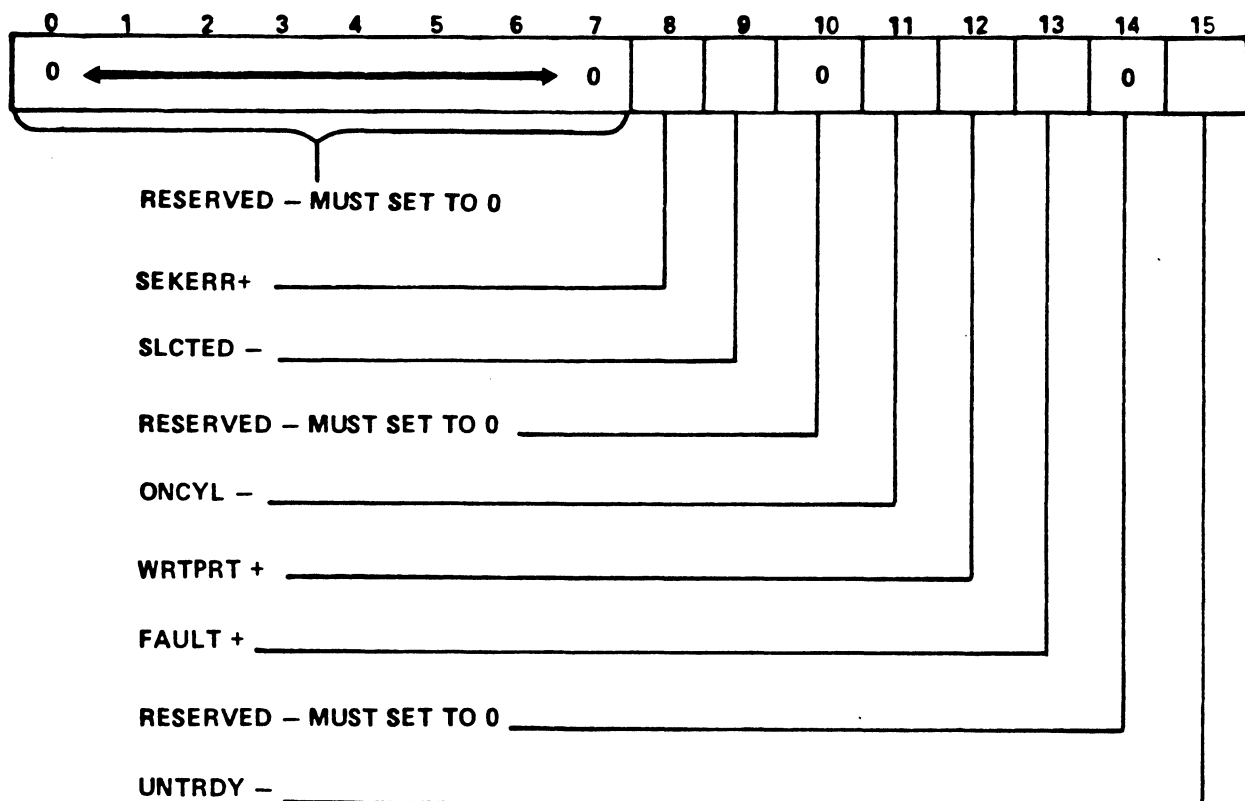 0 1 2 3 4 5 6 7 8 9 10 11 12 13 14 15
0 0 0 0
RESERVED – MUST SET TO 0
SEKERR+
SLCTED –
RESERVED – MUST SET TO 0
ONCYL –
WRTPRT +
FAULT +
RESERVED – MUST SET TO 0
UNTRDY –